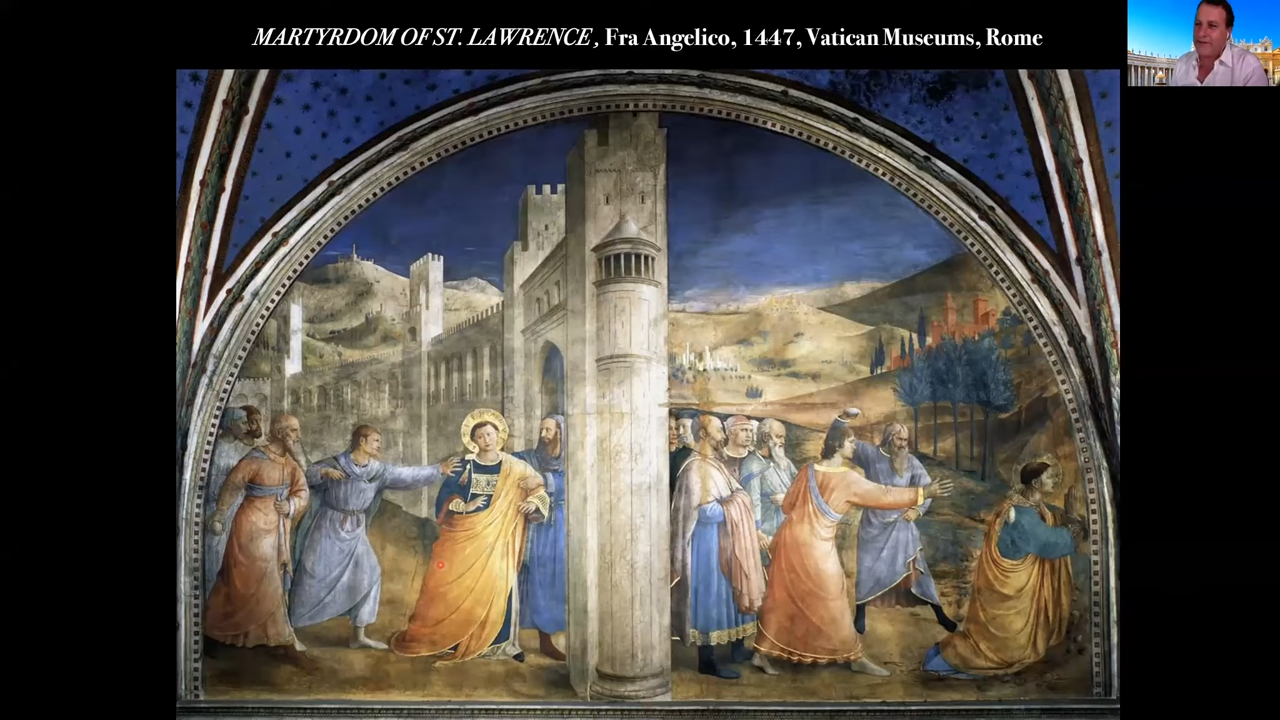 MARTYRDOM OF ST. LAWRENCE, Fra Angelico, 1447, Vatican Museums, Rome